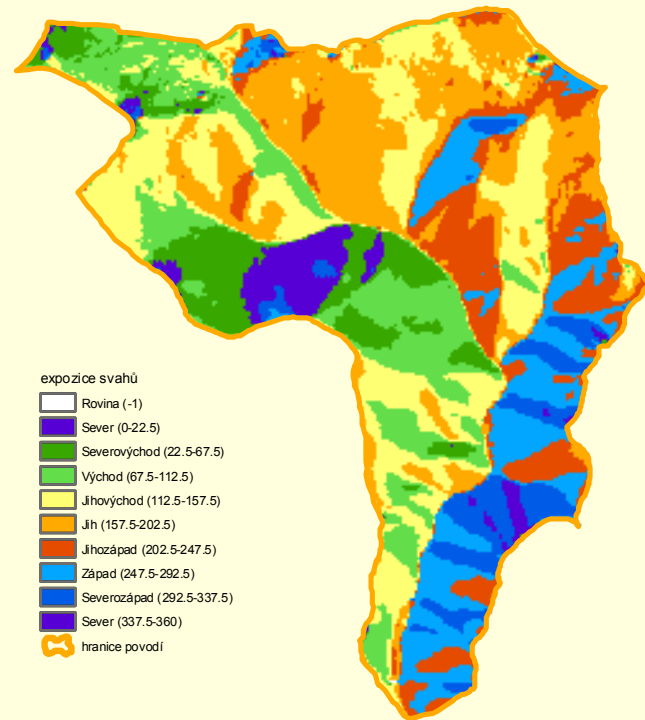 expozice svahů
Rovina (-1)
Sever (0-22.5)
Severovýchod (22.5-67.5)
Východ (67.5-112.5)
Jihovýchod (112.5-157.5)
Jih (157.5-202.5)
Jihozápad (202.5-247.5)
Západ (247.5-292.5)
Severozápad (292.5-337.5)
Sever (337.5-360)
hranice povodí